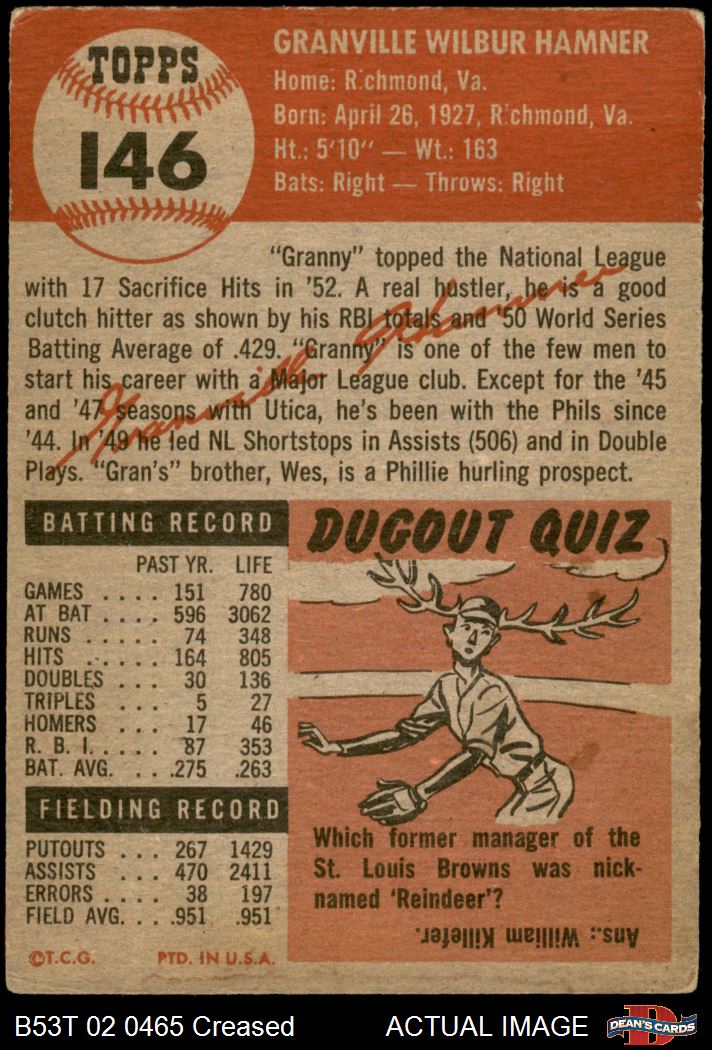 TOPPS
146
GRANVILLE WILBUR HAMNER
Home: Richmond, Va.
Born: April 26, 1927, Richmond, Va.
Ht.: 5'10" — Wt.: 163
Bats: Right — Throws: Right
"Granny" topped the National League
with 17 Sacrifice Hits in '52. A real hustler, he is a good
clutch hitter as shown by his RBI totals and '50 World Series
Batting Average of .429. "Granny" is one of the few men to
start his career with a Major League club. Except for the '45
and '47 seasons with Utica, he's been with the Phils since
'44. In '49 he led NL Shortstops in Assists (506) and in Double
Plays. "Gran's" brother, Wes, is a Phillie hurling prospect.
Granville Hamner
BATTING RECORD
PAST YR. LIFE
GAMES .... 151 780
AT BAT .... 596 3062
RUNS ..... 74 348
HITS ..... 164 805
DOUBLES ... 30 136
TRIPLES ... 5 27
HOMERS ... 17 46
R. B. I. .... 87 353
BAT. AVG. ... .275 .263
FIELDING RECORD
PUTOUTS ... 267 1429
ASSISTS ... 470 2411
ERRORS ... 38 197
FIELD AVG. ... .951 .951
©T.C.G. PTD. IN U.S.A.
DUGOUT QUIZ
Which former manager of the
St. Louis Browns was nick-
named 'Reindeer'?
Ans.: William Killefer.
B53T 02 0465 Creased ACTUAL IMAGE
D
DEAN'S CARDS